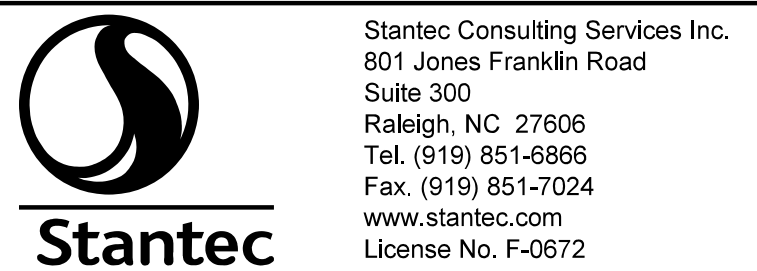 Stantec
Stantec Consulting Services Inc.
801 Jones Franklin Road
Suite 300
Raleigh, NC  27606
Tel. (919) 851-6866
Fax. (919) 851-7024
www.stantec.com
License No. F-0672